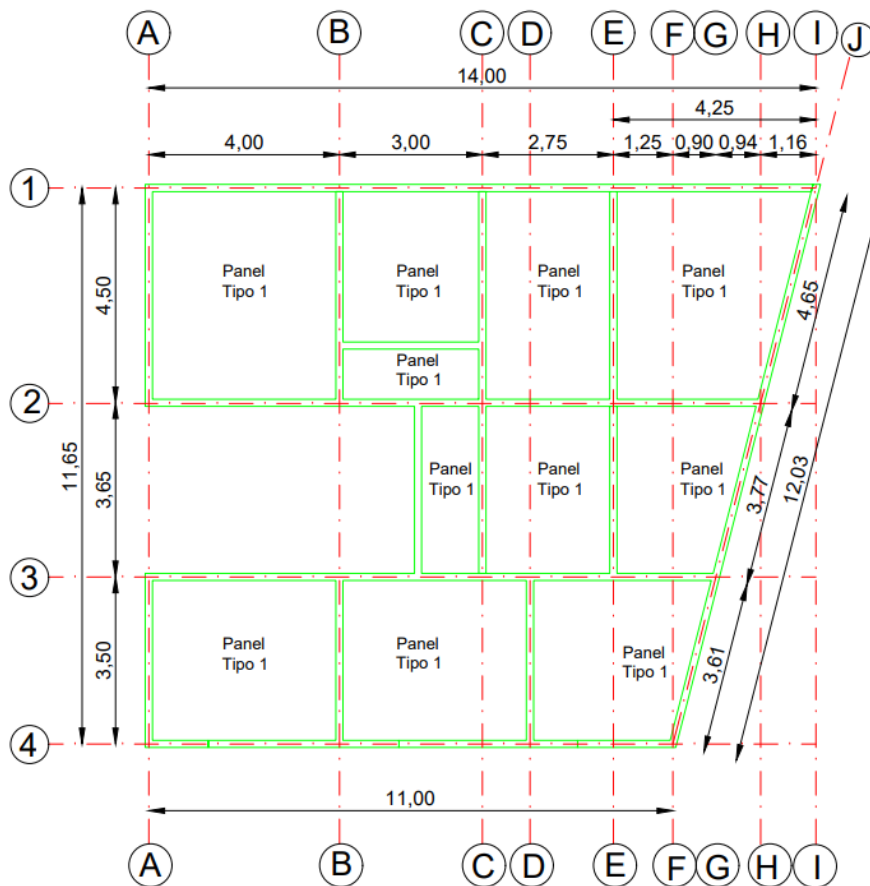 A B C D E F G H I J
14,00
4,25
4,00 3,00 2,75 1,25 0,90 0,94 1,16
1
Panel
Tipo 1
Panel
Tipo 1
Panel
Tipo 1
Panel
Tipo 1
4,50
4,65
Panel
Tipo 1
2
11,65
3,65
Panel
Tipo 1
Panel
Tipo 1
Panel
Tipo 1
3,77
12,03
3
3,50
Panel
Tipo 1
Panel
Tipo 1
Panel
Tipo 1
3,61
4
11,00
A B C D E F G H I